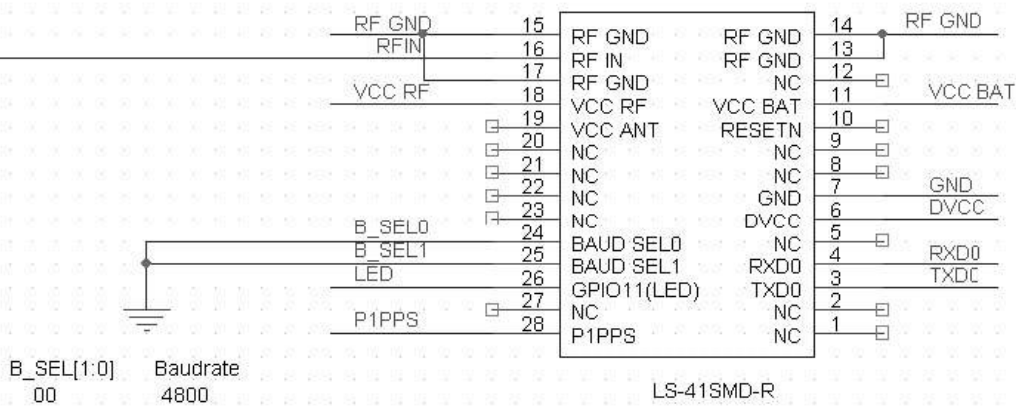 RF GND 15 RF GND RF GND 14 RF GND
RFIN 16 RF IN RF GND 13
17 RF GND NC 12
VCC RF 18 VCC RF VCC BAT 11 VCC BAT
19 VCC ANT RESETN 10
20 NC NC 9
21 NC NC 8
22 NC GND 7 GND
23 NC DVCC 6 DVCC
B_SEL0 24 BAUD SEL0 NC 5
B_SEL1 25 BAUD SEL1 RXD0 4 RXD0
LED 26 GPIO11(LED) TXD0 3 TXD0
27 NC NC 2
P1PPS 28 P1PPS NC 1
B_SEL[1:0] Baudrate
00 4800
LS-41SMD-R